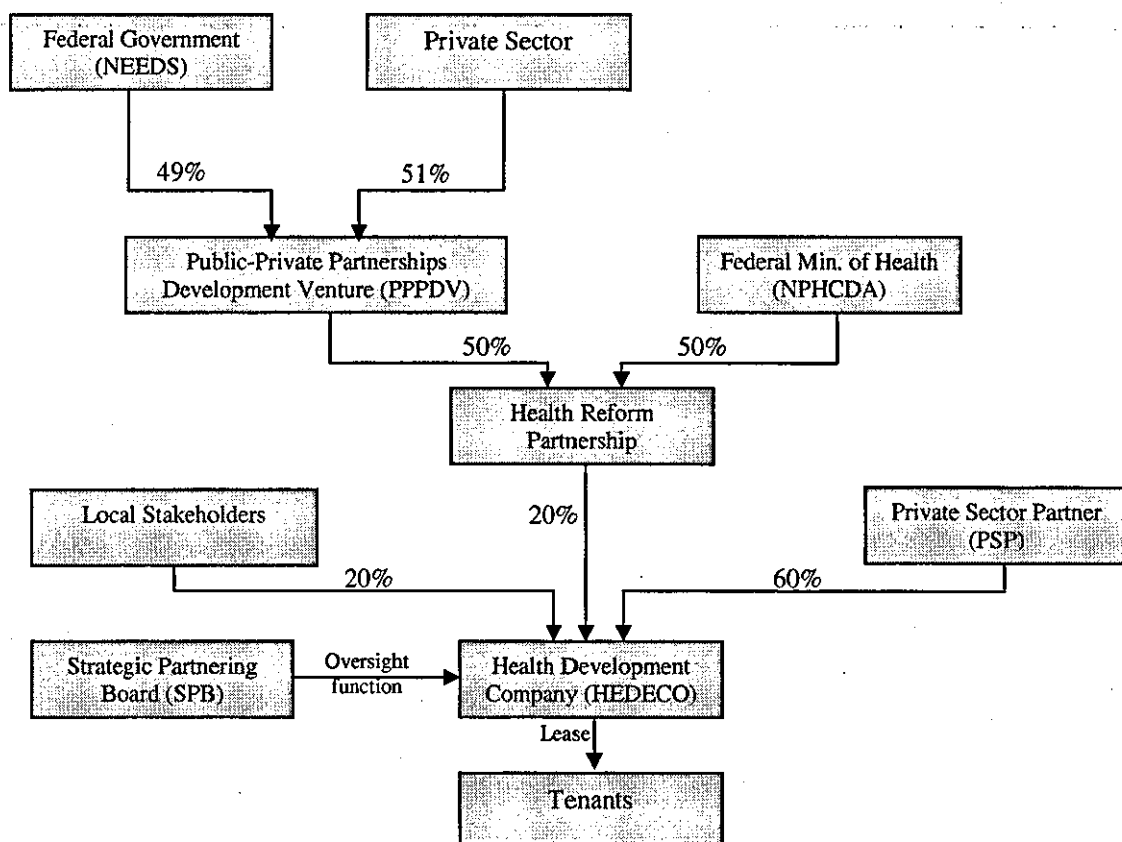 Federal Government
(NEEDS)
Private Sector
49%
51%
Public-Private Partnerships
Development Venture (PPPDV)
Federal Min. of Health
(NPHCDA)
50%
50%
Health Reform
Partnership
Local Stakeholders
20%
Private Sector Partner
(PSP)
20%
60%
Strategic Partnering
Board (SPB)
Oversight
function
Health Development
Company (HEDECO)
Lease
Tenants